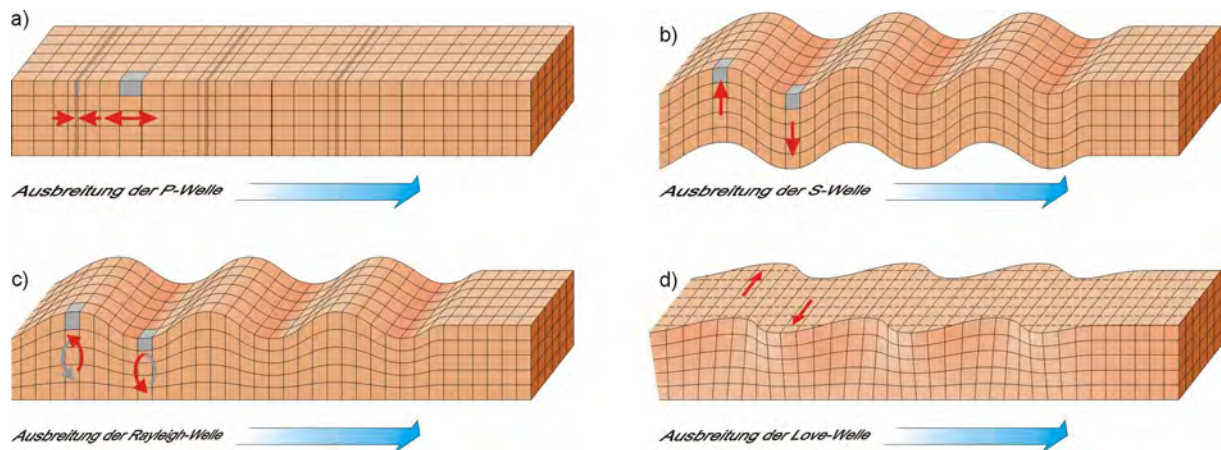 a)
Ausbreitung der P-Welle
b)
Ausbreitung der S-Welle
c)
Ausbreitung der Rayleigh-Welle
d)
Ausbreitung der Love-Welle